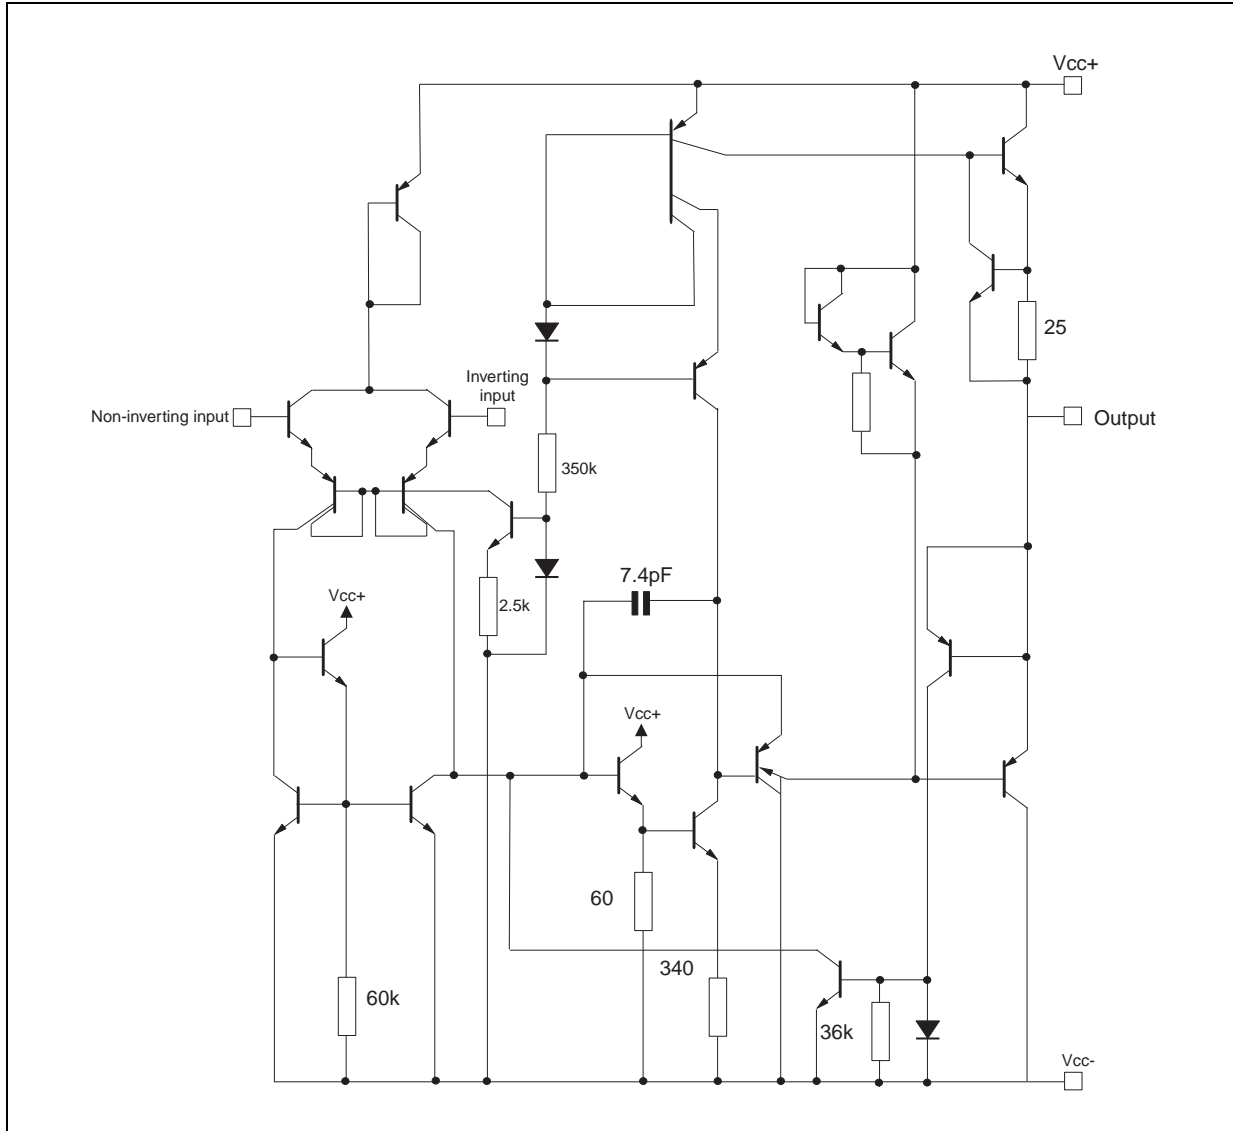 Vcc+
25
Inverting
input
Non-inverting input
Output
350k
7.4pF
Vcc+
2.5k
Vcc+
60
340
60k
36k
Vcc-